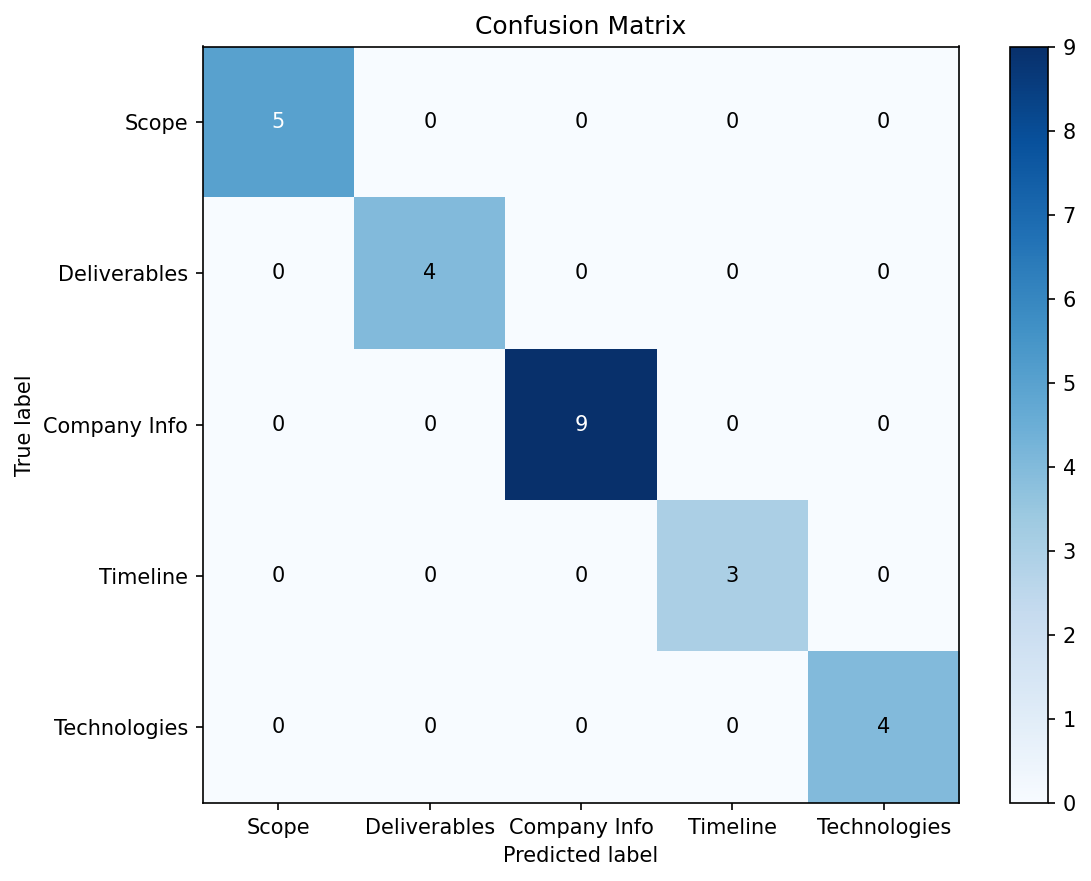 Confusion Matrix
Scope 5 0 0 0 0
Deliverables 0 4 0 0 0
Company Info 0 0 9 0 0
Timeline 0 0 0 3 0
Technologies 0 0 0 0 4
True label
Scope Deliverables Company Info Timeline Technologies
Predicted label
9
8
7
6
5
4
3
2
1
0